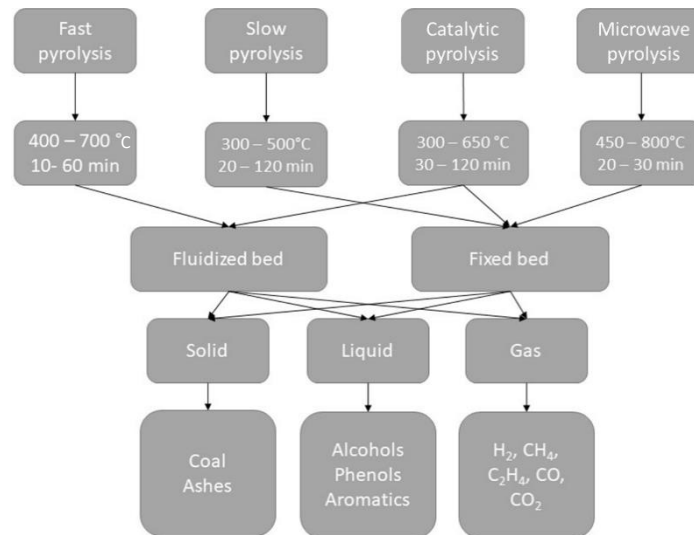 Fast
pyrolysis
Slow
pyrolysis
Catalytic
pyrolysis
Microwave
pyrolysis
400 – 700 °C
10- 60 min
300 – 500°C
20 – 120 min
300 – 650 °C
30 – 120 min
450 – 800°C
20 – 30 min
Fluidized bed
Fixed bed
Solid
Liquid
Gas
Coal
Ashes
Alcohols
Phenols
Aromatics
H₂, CH₄,
C₂H₄, CO,
CO₂